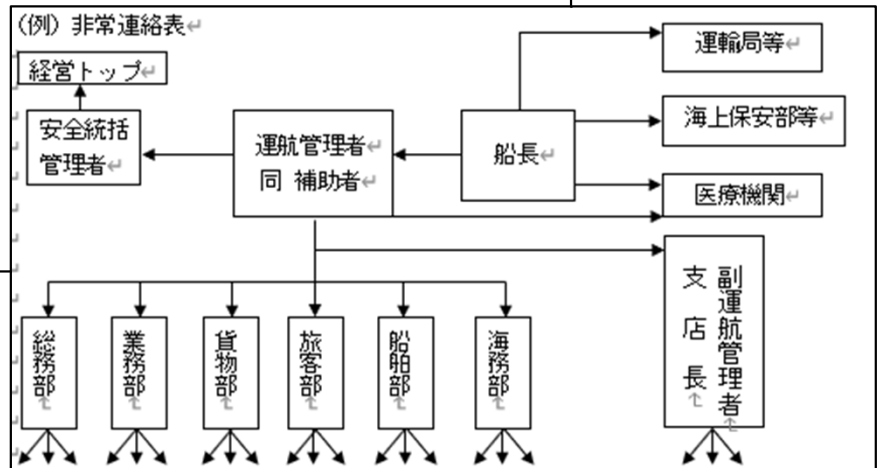 （例）非常連絡表
経営トップ
安全統括
管理者
運航管理者
同 補助者
船長
運輸局等
海上保安部等
医療機関
副運航管理者
支店長
総務部
業務部
貨物部
旅客部
船舶部
海務部